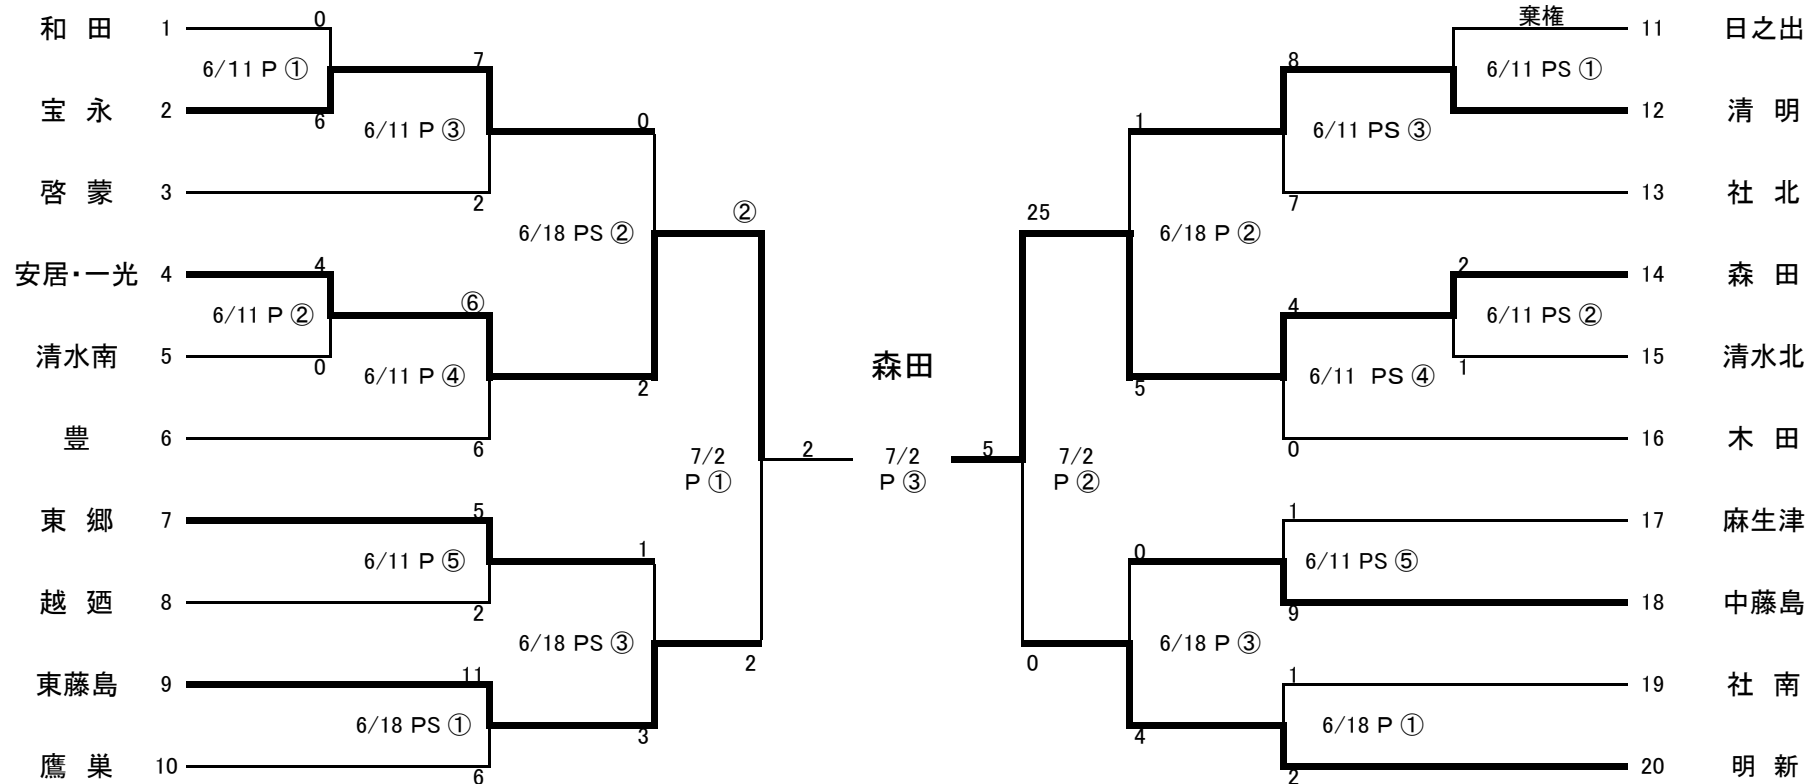 和 田 1 0 棄権 11 日之出
6/11 P ① 7 8 6/11 PS ①
宝 永 2 6 6/11 P ③ 0 1 6/11 PS ③ 12 清 明
啓 蒙 3 2 7 13 社 北
6/18 PS ② ② 25 6/18 P ②
安居・一光 4 4 2 14 森 田
6/11 P ② ⑥ 4 6/11 PS ②
清水南 5 0 1 15 清水北
6/11 P ④ 2 森田 5 6/11 PS ④
豊 6 6 0 16 木 田
7/2 2 7/2 5 7/2
P ① P ③ P ②
東 郷 7 5 1 17 麻生津
6/11 P ⑤ 1 0 6/11 PS ⑤
越 廼 8 2 9 18 中藤島
6/18 PS ③ 2 0 6/18 P ③
東藤島 9 11 1 19 社 南
6/18 PS ① 3 4 6/18 P ①
鷹 巣 10 6 2 20 明 新